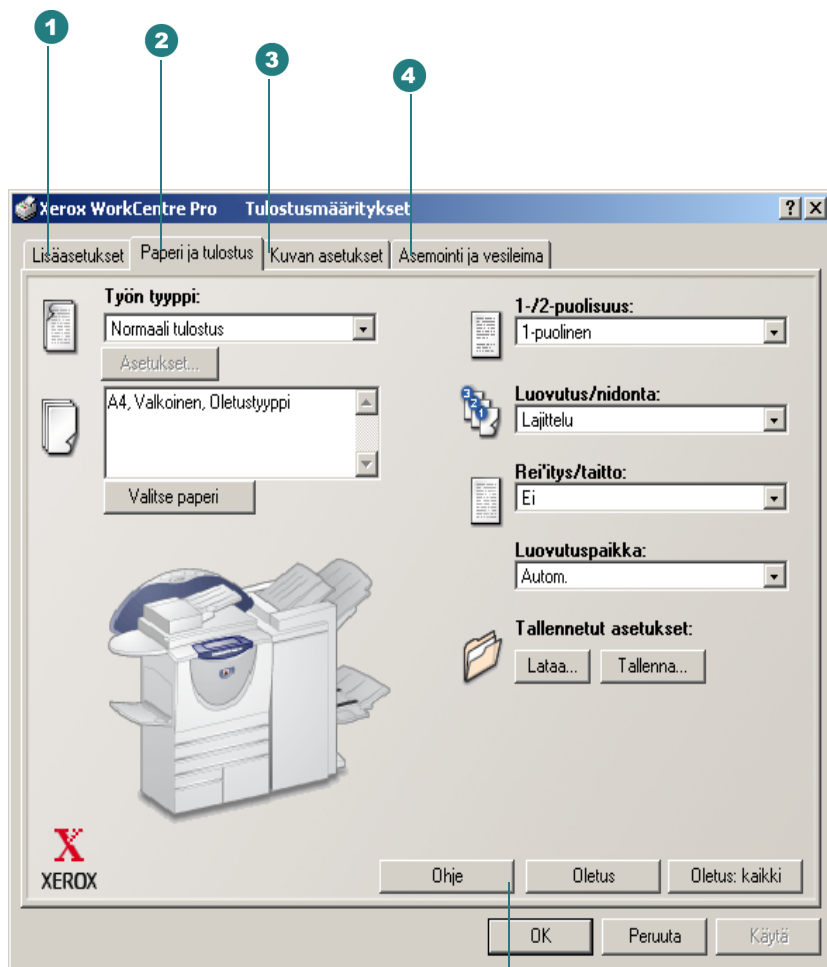 1
2
3
4
Xerox WorkCentre Pro Tulostusmääritykset
Lisäasetukset Paperi ja tulostus Kuvan asetukset Asemointi ja vesileima
Työn tyyppi:
Normaali tulostus
Asetukset...
A4, Valkoinen, Oletustyyppi
Valitse paperi
1-/2-puolisuus:
1-puolinen
Luovutus/nidonta:
Lajittelu
Rei'itys/taitto:
Ei
Luovutuspaikka:
Autom.
Tallennetut asetukset:
Lataa... Tallenna...
X
XEROX
Ohje Oletus Oletus: kaikki
OK Peruuta Käytä